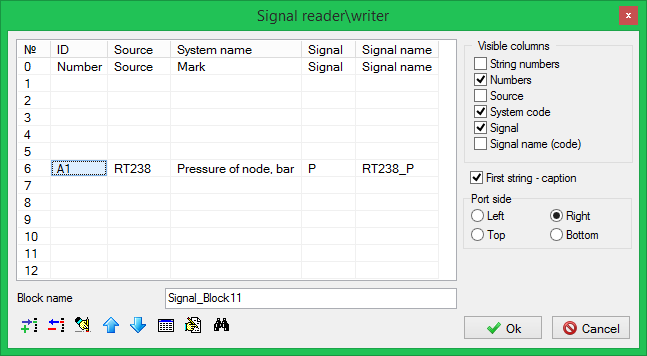 Signal reader\writer
№ ID Source System name Signal Signal name
0 Number Source Mark Signal Signal name
1
2
3
4
5
6 A1 RT238 Pressure of node, bar P RT238_P
7
8
9
10
11
12
Visible columns
String numbers
Numbers
Source
System code
Signal
Signal name (code)
First string - caption
Port side
Left Right
Top Bottom
Block name Signal_Block11
Ok Cancel